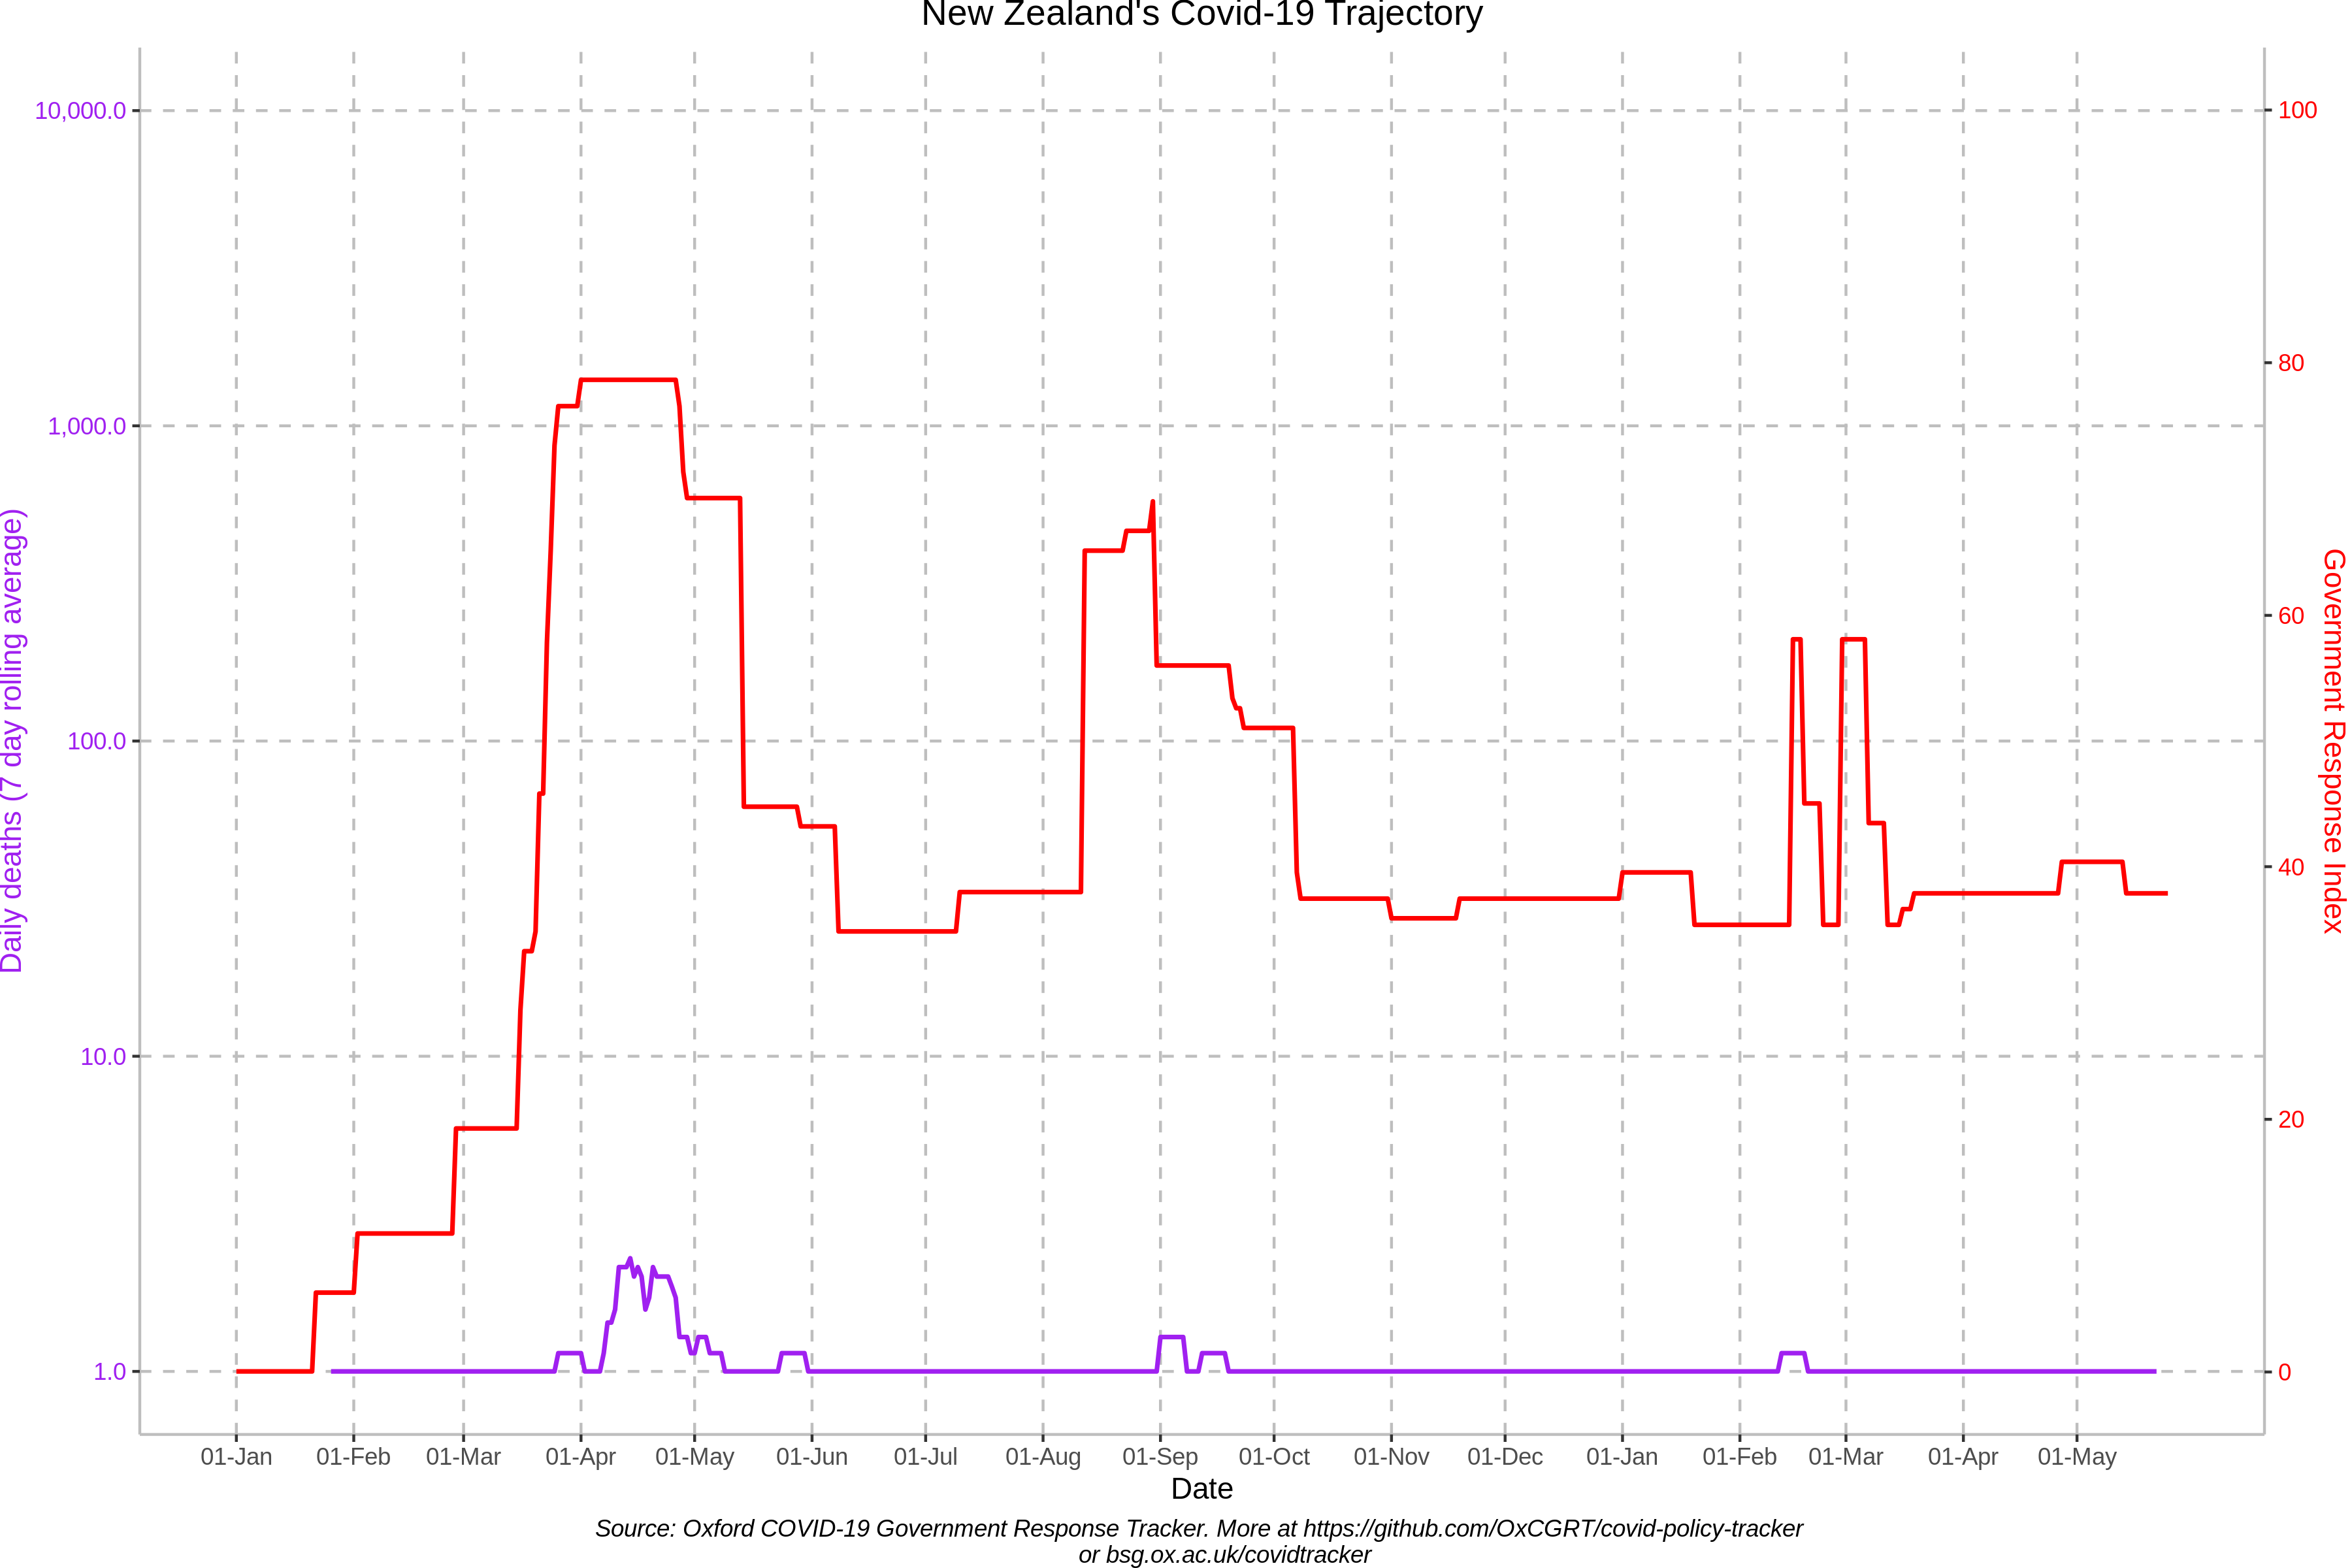 New Zealand's Covid-19 Trajectory
10,000.0
1,000.0
100.0
10.0
1.0
Daily deaths (7 day rolling average)
100
80
60
40
20
0
Government Response Index
01-Jan 01-Feb 01-Mar 01-Apr 01-May 01-Jun 01-Jul 01-Aug 01-Sep 01-Oct 01-Nov 01-Dec 01-Jan 01-Feb 01-Mar 01-Apr 01-May
Date
Source: Oxford COVID-19 Government Response Tracker. More at https://github.com/OxCGRT/covid-policy-tracker
or bsg.ox.ac.uk/covidtracker